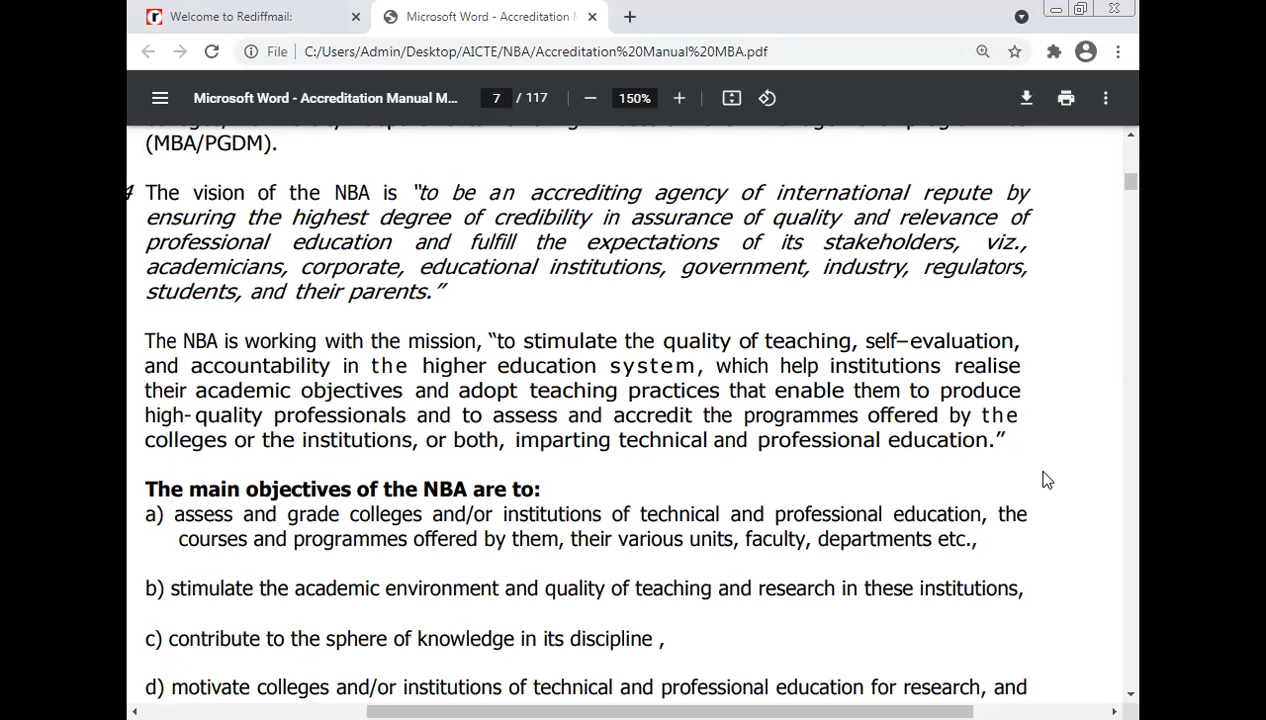 Welcome to Rediffmail:
Microsoft Word - Accreditation M
File C:/Users/Admin/Desktop/AICTE/NBA/Accreditation%20Manual%20MBA.pdf
Microsoft Word - Accreditation Manual M... 7 / 117 150%
(MBA/PGDM).
4 The vision of the NBA is "to be an accrediting agency of international repute by
ensuring the highest degree of credibility in assurance of quality and relevance of
professional education and fulfill the expectations of its stakeholders, viz.,
academicians, corporate, educational institutions, government, industry, regulators,
students, and their parents."
The NBA is working with the mission, "to stimulate the quality of teaching, self–evaluation,
and accountability in the higher education system, which help institutions realise
their academic objectives and adopt teaching practices that enable them to produce
high-quality professionals and to assess and accredit the programmes offered by the
colleges or the institutions, or both, imparting technical and professional education."
The main objectives of the NBA are to:
a) assess and grade colleges and/or institutions of technical and professional education, the
courses and programmes offered by them, their various units, faculty, departments etc.,
b) stimulate the academic environment and quality of teaching and research in these institutions,
c) contribute to the sphere of knowledge in its discipline ,
d) motivate colleges and/or institutions of technical and professional education for research, and